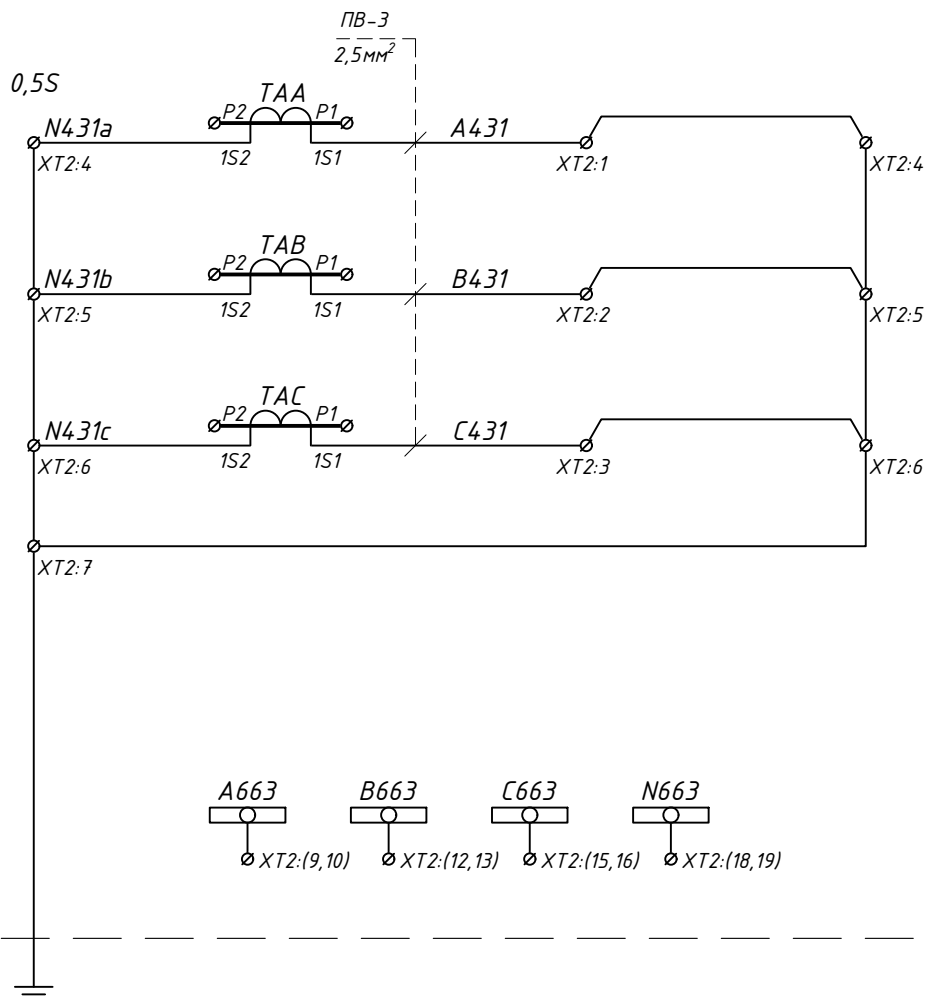 ПВ-3
2,5мм²
0,5S
N431a P2 TAA P1 A431
XT2:4 1S2 1S1 XT2:1 XT2:4
N431b P2 TAB P1 B431
XT2:5 1S2 1S1 XT2:2 XT2:5
N431c P2 TAC P1 C431
XT2:6 1S2 1S1 XT2:3 XT2:6
XT2:7
A663 B663 C663 N663
XT2:(9,10) XT2:(12,13) XT2:(15,16) XT2:(18,19)